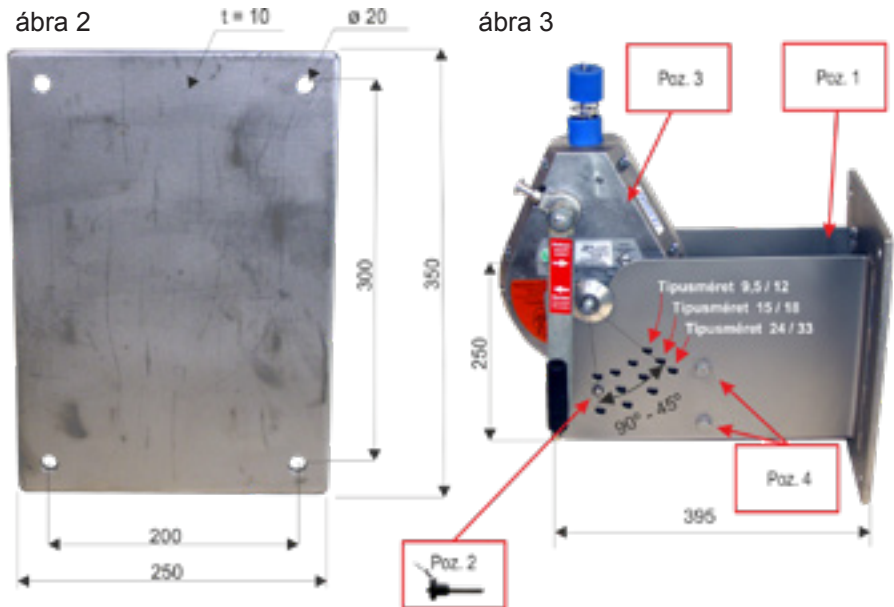 ábra 2
t = 10
ø 20
300
350
200
250
ábra 3
Poz. 3
Poz. 1
Típusméret 9,5 / 12
Típusméret 15 / 18
Típusméret 24 / 33
250
90° - 45°
Poz. 4
395
Poz. 2